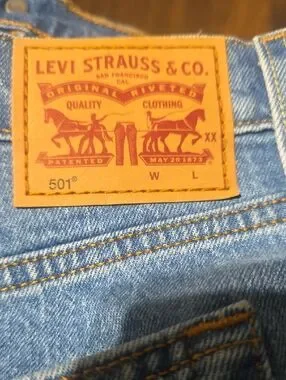 LEVI STRAUSS & CO.
SAN FRANCISCO
CAL.
ORIGINAL RIVETED
QUALITY CLOTHING
XX
PATENTED MAY 20 1873
501® W L